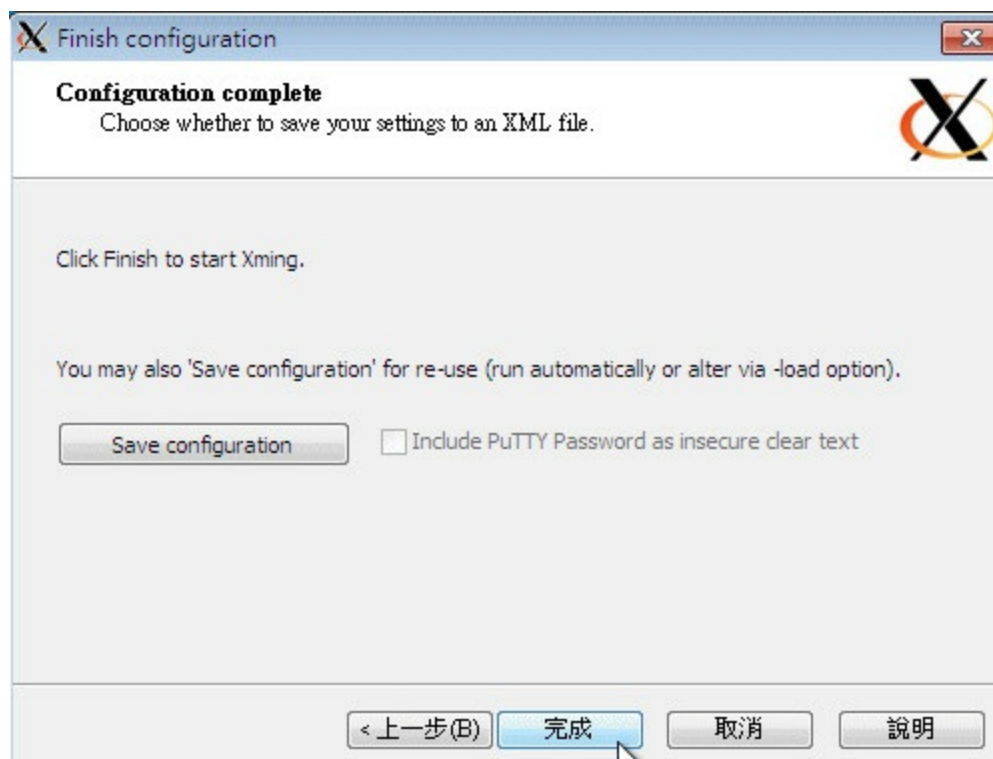 Finish configuration
Configuration complete
Choose whether to save your settings to an XML file.
Click Finish to start Xming.
You may also 'Save configuration' for re-use (run automatically or alter via -load option).
Save configuration
Include PuTTY Password as insecure clear text
< 上一步(B)
完成
取消
說明